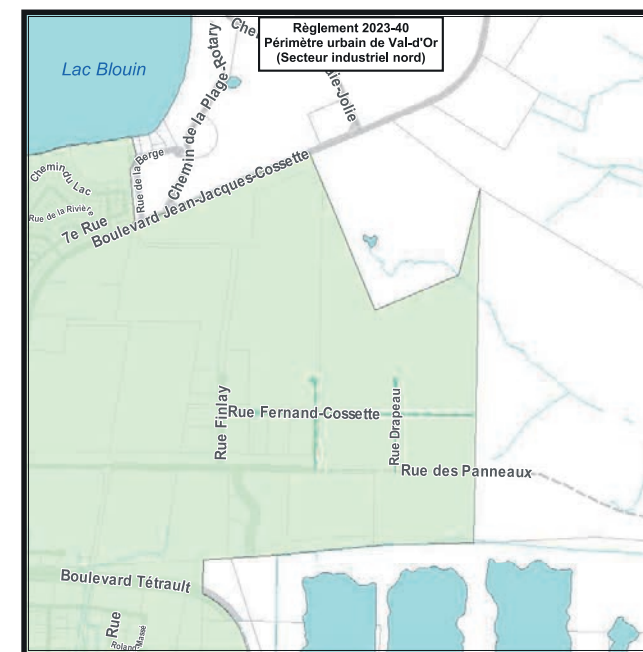 Règlement 2023-40
Périmètre urbain de Val-d'Or
(Secteur industriel nord)
Lac Blouin
Chemin de la Plage-Rotary
Rue de la Berge
Chemin du Lac
Rue de la Rivière
7e Rue
Boulevard Jean-Jacques-Cossette
Rue Finlay
Rue Fernand-Cossette
Rue Drapeau
Rue des Panneaux
Boulevard Tétrault
Rue
Roland-Massé